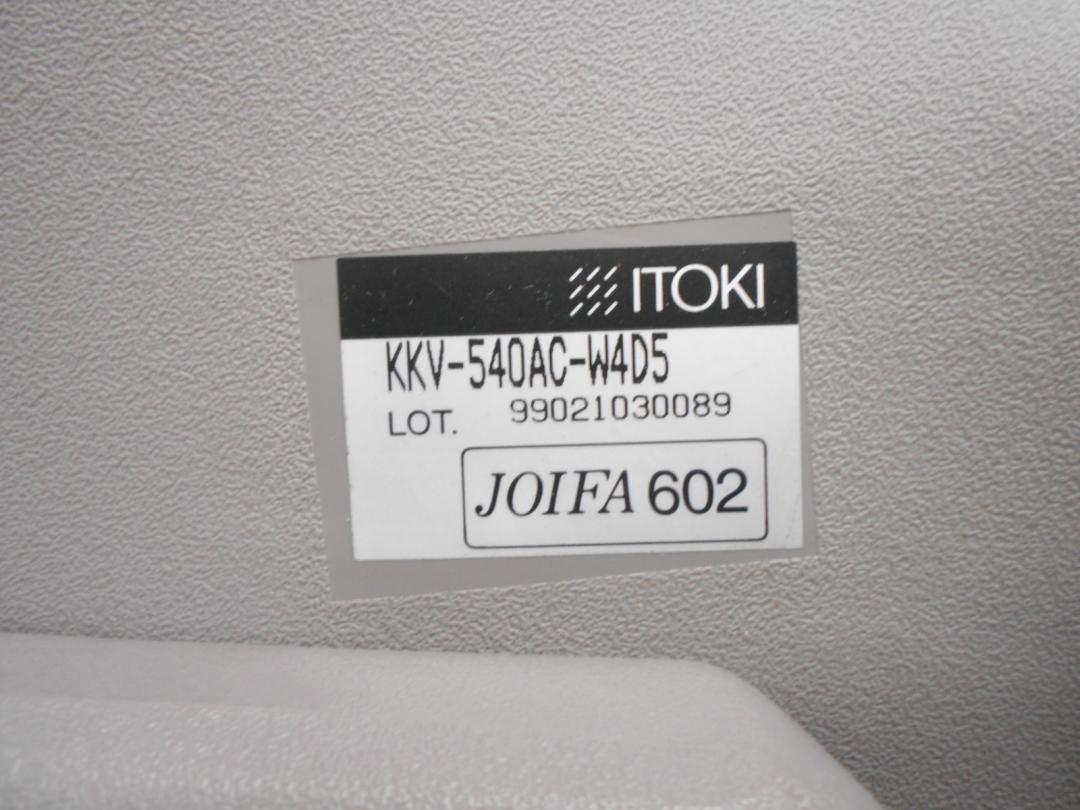 ITOKI
KKV-540AC-W4D5
LOT. 99021030089
JOIFA 602